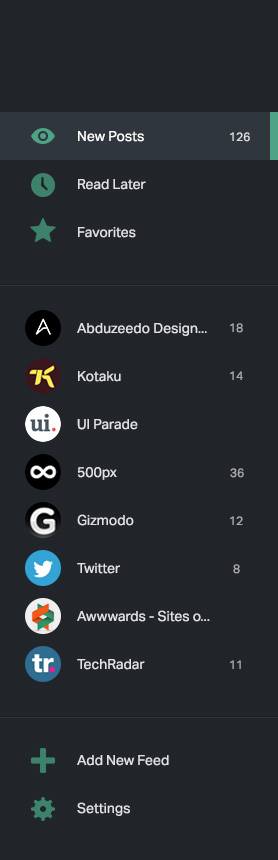 New Posts 126
Read Later
Favorites
Abduzeedo Design... 18
Kotaku 14
ui. UI Parade
500px 36
G Gizmodo 12
Twitter 8
Awwwards - Sites o...
tr. TechRadar 11
Add New Feed
Settings